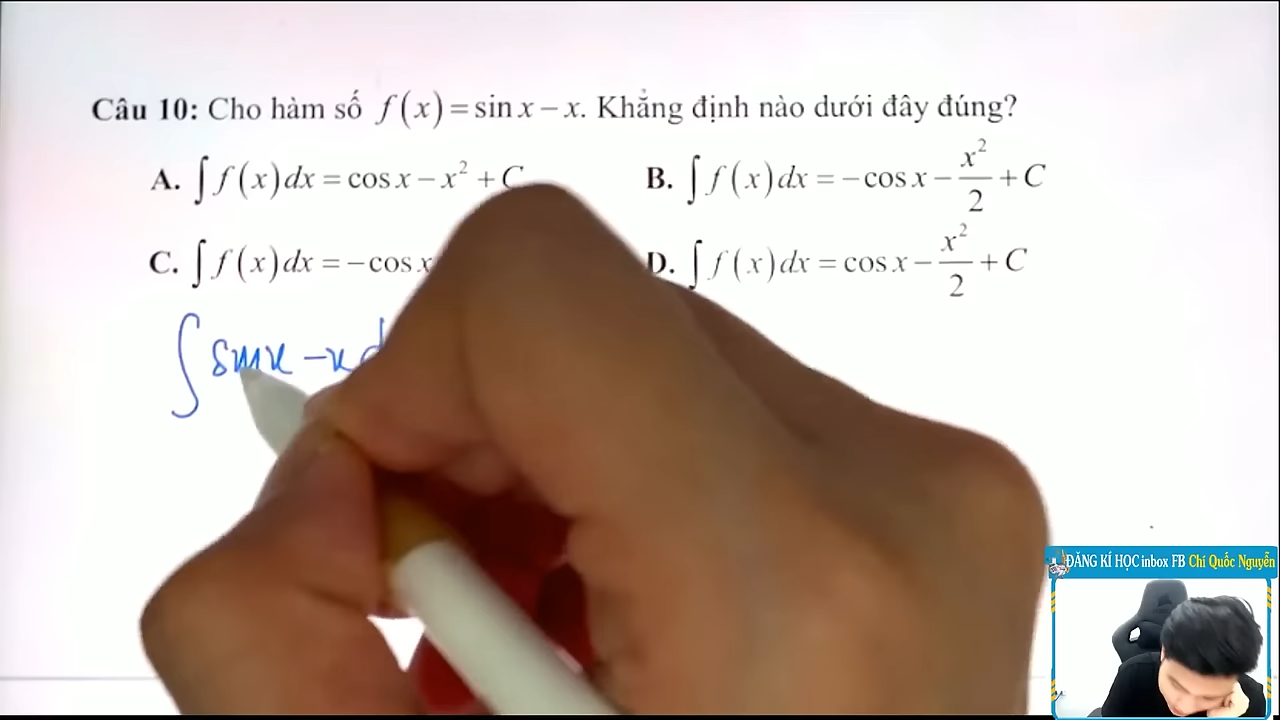 Câu 10: Cho hàm số f(x) = sin x − x. Khẳng định nào dưới đây đúng?
A. ∫ f(x)dx = cos x − x² + C
B. ∫ f(x)dx = −cos x − x²/2 + C
C. ∫ f(x)dx = −cos x
D. ∫ f(x)dx = cos x − x²/2 + C
∫ sin x − x d
ĐĂNG KÍ HỌC inbox FB Chí Quốc Nguyễn